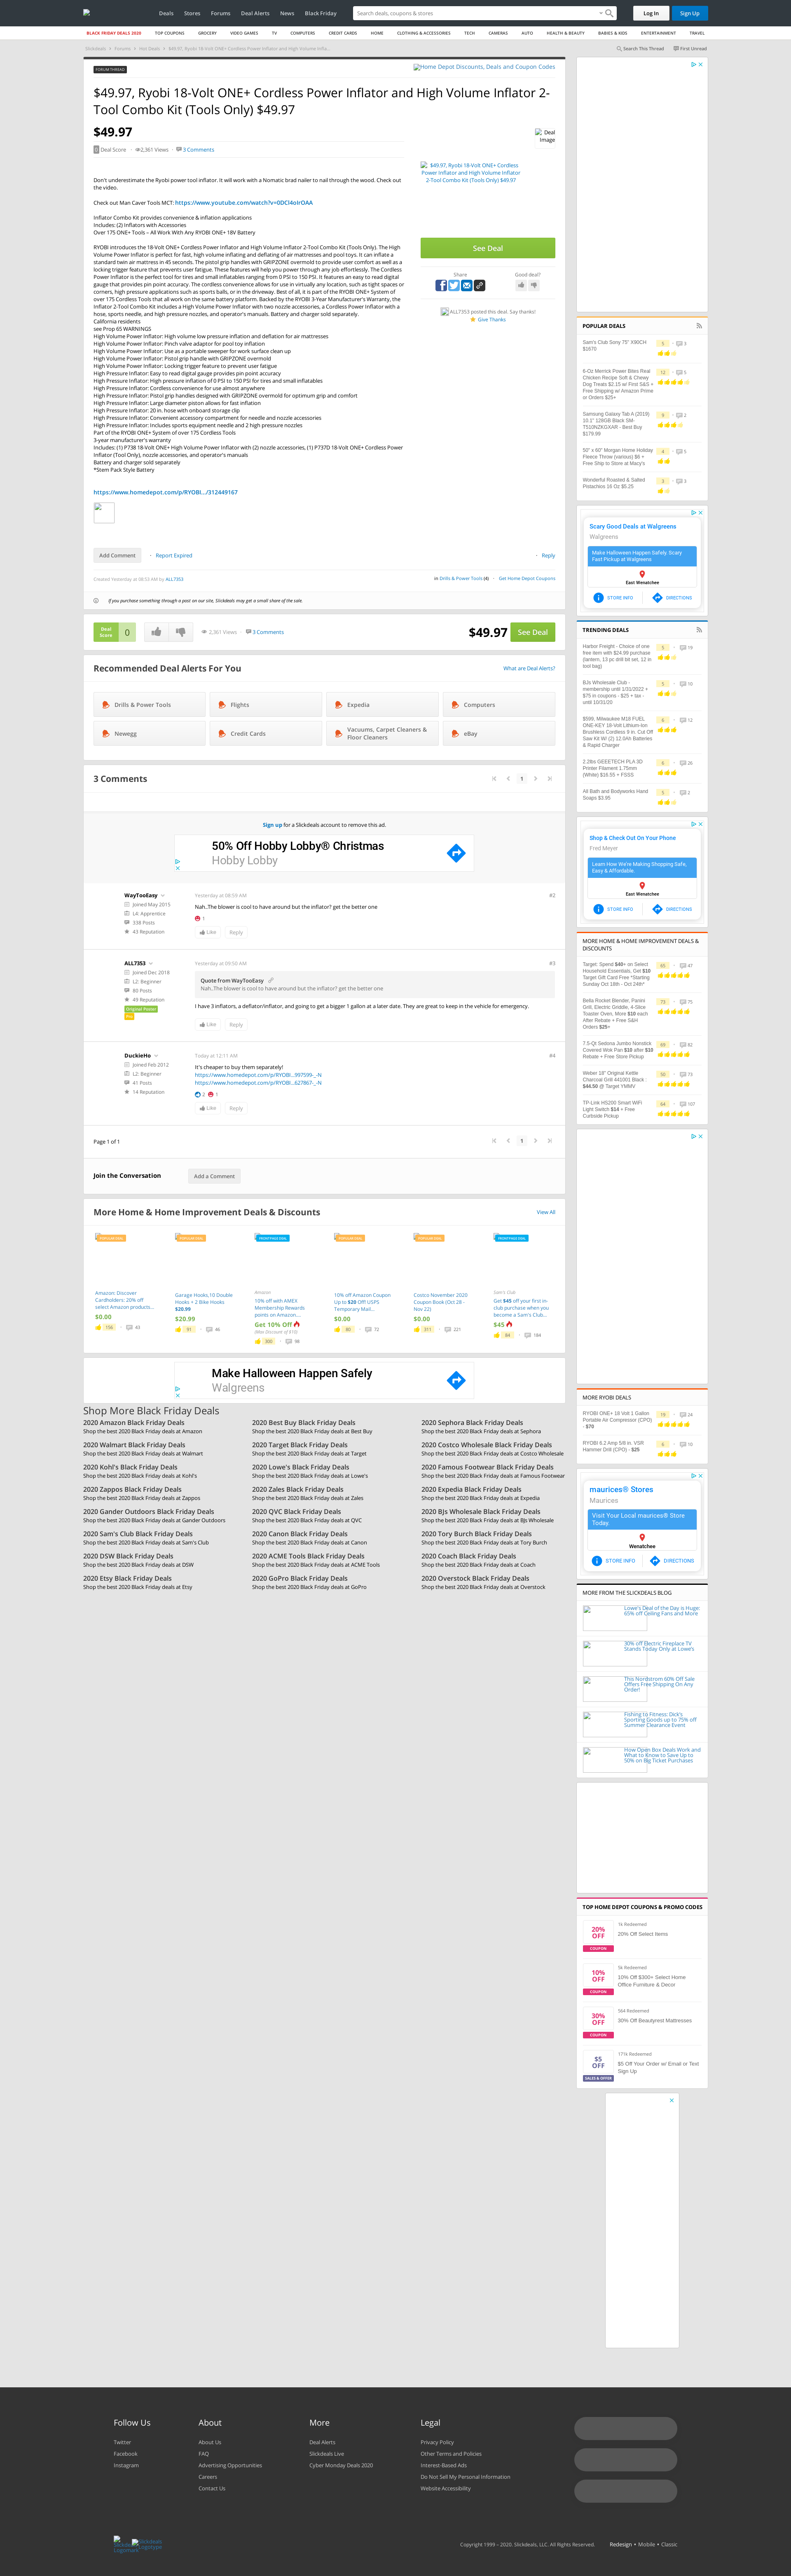 Deals
Stores
Forums
Deal Alerts
News
Black Friday
Search deals, coupons & stores
Log In
Sign Up
BLACK FRIDAY DEALS 2020
TOP COUPONS
GROCERY
VIDEO GAMES
TV
COMPUTERS
CREDIT CARDS
HOME
CLOTHING & ACCESSORIES
TECH
CAMERAS
AUTO
HEALTH & BEAUTY
BABIES & KIDS
ENTERTAINMENT
TRAVEL
Slickdeals > Forums > Hot Deals > $49.97, Ryobi 18-Volt ONE+ Cordless Power Inflator and High Volume Infla...
Search This Thread
First Unread
FORUM THREAD
Home Depot Discounts, Deals and Coupon Codes
$49.97, Ryobi 18-Volt ONE+ Cordless Power Inflator and High Volume Inflator 2-Tool Combo Kit (Tools Only) $49.97
$49.97
0 Deal Score
2,361 Views
3 Comments
Deal Image
$49.97, Ryobi 18-Volt ONE+ Cordless Power Inflator and High Volume Inflator 2-Tool Combo Kit (Tools Only) $49.97
See Deal
Share
Good deal?
ALL7353 posted this deal. Say thanks!
Give Thanks
Don't underestimate the Ryobi power tool inflator. It will work with a Nomatic brad nailer to nail through the wood. Check out the video.
Check out Man Caver Tools MCT: https://www.youtube.com/watch?v=0DCl4oIrOAA
Inflator Combo Kit provides convenience & inflation applications
Includes: (2) Inflators with Accessories
Over 175 ONE+ Tools – All Work With Any RYOBI ONE+ 18V Battery
RYOBI introduces the 18-Volt ONE+ Cordless Power Inflator and High Volume Inflator 2-Tool Combo Kit (Tools Only). The High Volume Power Inflator is perfect for fast, high volume inflating and deflating of air mattresses and pool toys. It can inflate a standard twin air mattress in 45 seconds. The pistol grip handles with GRIPZONE overmold to provide user comfort as well as a locking trigger feature that prevents user fatigue. These features will help you power through any job effortlessly. The Cordless Power Inflator is the perfect tool for tires and small inflatables ranging from 0 PSI to 150 PSI. It features an easy to read digital gauge that provides pin point accuracy. The cordless convenience gives you complete versatility and portability, to get into tight spaces or corners, high pressure inflatables such as sports balls, or in the driveway. Best of all, it is part of the RYOBI ONE+ System of over 175 Cordless Tools that all work on the same battery platform. Backed by the RYOBI 3-Year Manufacturer's Warranty, the Inflator 2-Tool Combo Kit includes a High Volume Power Inflator with two nozzle accessories, a Cordless Power Inflator with a hose, sports needle, high pressure nozzles, and operator's manuals. Battery and charger sold separately.
California residents
see Prop 65 WARNINGS
High Volume Power Inflator: High volume low pressure inflation and deflation for air mattresses
High Volume Power Inflator: Pinch valve adaptor for pool toy inflation
High Volume Power Inflator: Use as a portable sweeper for work surface clean up
High Volume Power Inflator: Pistol grip handle with GRIPZONE overmold
High Volume Power Inflator: Locking trigger feature to prevent user fatigue
High Pressure Inflator: Easy to read digital gauge provides pin point accuracy
High Pressure Inflator: High pressure inflation of 0 PSI to 150 PSI for tires and small inflatables
High Pressure Inflator: Cordless convenience for use almost anywhere
High Pressure Inflator: Pistol grip handles designed with GRIPZONE overmold for optimum grip and comfort
High Pressure Inflator: Large diameter piston allows for fast inflation
High Pressure Inflator: 20 in. hose with onboard storage clip
High Pressure Inflator: Convenient accessory compartment for needle and nozzle accessories
High Pressure Inflator: Includes sports equipment needle and 2 high pressure nozzles
Part of the RYOBI ONE+ System of over 175 Cordless Tools
3-year manufacturer's warranty
Includes: (1) P738 18-Volt ONE+ High Volume Power Inflator with (2) nozzle accessories, (1) P737D 18-Volt ONE+ Cordless Power Inflator (Tool Only), nozzle accessories, and operator's manuals
Battery and charger sold separately
*Stem Pack Style Battery
https://www.homedepot.com/p/RYOBI.../312449167
Add Comment
Report Expired
Reply
Created Yesterday at 08:53 AM by ALL7353
in Drills & Power Tools (4)
Get Home Depot Coupons
If you purchase something through a post on our site, Slickdeals may get a small share of the sale.
Deal Score 0
2,361 Views
3 Comments
$49.97
See Deal
Recommended Deal Alerts For You
What are Deal Alerts?
Drills & Power Tools
Flights
Expedia
Computers
Newegg
Credit Cards
Vacuums, Carpet Cleaners & Floor Cleaners
eBay
3 Comments
1
Sign up for a Slickdeals account to remove this ad.
50% Off Hobby Lobby® Christmas
Hobby Lobby
WayTooEasy
Joined May 2015
L4: Apprentice
338 Posts
43 Reputation
Yesterday at 08:59 AM
#2
Nah..The blower is cool to have around but the inflator? get the better one
1
Like
Reply
ALL7353
Joined Dec 2018
L2: Beginner
80 Posts
49 Reputation
Original Poster
Pro
Yesterday at 09:50 AM
#3
Quote from WayTooEasy
Nah..The blower is cool to have around but the inflator? get the better one
I have 3 inflators, a deflator/inflator, and going to get a bigger 1 gallon at a later date. They are great to keep in the vehicle for emergency.
Like
Reply
DuckieHo
Joined Feb 2012
L2: Beginner
41 Posts
14 Reputation
Today at 12:11 AM
#4
It's cheaper to buy them separately!
https://www.homedepot.com/p/RYOBI...997599-_-N
https://www.homedepot.com/p/RYOBI...627867-_-N
2
1
Like
Reply
Page 1 of 1
1
Join the Conversation
Add a Comment
More Home & Home Improvement Deals & Discounts
View All
POPULAR DEAL
Amazon: Discover Cardholders: 20% off select Amazon products...
$0.00
156
43
POPULAR DEAL
Garage Hooks,10 Double Hooks + 2 Bike Hooks $20.99
$20.99
91
46
FRONTPAGE DEAL
Amazon
10% off with AMEX Membership Rewards points on Amazon....
Get 10% Off
(Max Discount of $10)
300
98
POPULAR DEAL
10% off Amazon Coupon Up to $20 Off! USPS Temporary Mail...
$0.00
80
72
POPULAR DEAL
Costco November 2020 Coupon Book (Oct 28 - Nov 22)
$0.00
311
321
FRONTPAGE DEAL
Sam's Club
Get $45 off your first in-club purchase when you become a Sam's Club...
$45
84
184
Make Halloween Happen Safely
Walgreens
Shop More Black Friday Deals
2020 Amazon Black Friday Deals
Shop the best 2020 Black Friday deals at Amazon
2020 Best Buy Black Friday Deals
Shop the best 2020 Black Friday deals at Best Buy
2020 Sephora Black Friday Deals
Shop the best 2020 Black Friday deals at Sephora
2020 Walmart Black Friday Deals
Shop the best 2020 Black Friday deals at Walmart
2020 Target Black Friday Deals
Shop the best 2020 Black Friday deals at Target
2020 Costco Wholesale Black Friday Deals
Shop the best 2020 Black Friday deals at Costco Wholesale
2020 Kohl's Black Friday Deals
Shop the best 2020 Black Friday deals at Kohl's
2020 Lowe's Black Friday Deals
Shop the best 2020 Black Friday deals at Lowe's
2020 Famous Footwear Black Friday Deals
Shop the best 2020 Black Friday deals at Famous Footwear
2020 Zappos Black Friday Deals
Shop the best 2020 Black Friday deals at Zappos
2020 Zales Black Friday Deals
Shop the best 2020 Black Friday deals at Zales
2020 Expedia Black Friday Deals
Shop the best 2020 Black Friday deals at Expedia
2020 Gander Outdoors Black Friday Deals
Shop the best 2020 Black Friday deals at Gander Outdoors
2020 QVC Black Friday Deals
Shop the best 2020 Black Friday deals at QVC
2020 BJs Wholesale Black Friday Deals
Shop the best 2020 Black Friday deals at BJs Wholesale
2020 Sam's Club Black Friday Deals
Shop the best 2020 Black Friday deals at Sam's Club
2020 Canon Black Friday Deals
Shop the best 2020 Black Friday deals at Canon
2020 Tory Burch Black Friday Deals
Shop the best 2020 Black Friday deals at Tory Burch
2020 DSW Black Friday Deals
Shop the best 2020 Black Friday deals at DSW
2020 ACME Tools Black Friday Deals
Shop the best 2020 Black Friday deals at ACME Tools
2020 Coach Black Friday Deals
Shop the best 2020 Black Friday deals at Coach
2020 Etsy Black Friday Deals
Shop the best 2020 Black Friday deals at Etsy
2020 GoPro Black Friday Deals
Shop the best 2020 Black Friday deals at GoPro
2020 Overstock Black Friday Deals
Shop the best 2020 Black Friday deals at Overstock
POPULAR DEALS
Sam's Club Sony 75" X90CH $1670
5
3
6-Oz Merrick Power Bites Real Chicken Recipe Soft & Chewy Dog Treats $2.15 w/ First S&S + Free Shipping w/ Amazon Prime or Orders $25+
12
5
Samsung Galaxy Tab A (2019) 10.1" 128GB Black SM-T510NZKGXAR - Best Buy $179.99
9
2
50" x 60" Morgan Home Holiday Fleece Throw (various) $6 + Free Ship to Store at Macy's
4
5
Wonderful Roasted & Salted Pistachios 16 Oz $5.25
3
3
Scary Good Deals at Walgreens
Walgreens
Make Halloween Happen Safely. Scary Fast Pickup at Walgreens
East Wenatchee
STORE INFO
DIRECTIONS
TRENDING DEALS
Harbor Freight - Choice of one free item with $24.99 purchase (lantern, 13 pc drill bit set, 12 in tool bag)
5
19
BJs Wholesale Club - membership until 1/31/2022 + $75 in coupons - $25 + tax - until 10/31/20
5
10
$599, Milwaukee M18 FUEL ONE-KEY 18-Volt Lithium-Ion Brushless Cordless 9 in. Cut Off Saw Kit W/ (2) 12.0Ah Batteries & Rapid Charger
12
2.2lbs GEEETECH PLA 3D Printer Filament 1.75mm (White) $16.55 + FSSS
26
All Bath and Bodyworks Hand Soaps $3.95
5
2
Shop & Check Out On Your Phone
Fred Meyer
Learn How We're Making Shopping Safe, Easy & Affordable.
East Wenatchee
STORE INFO
DIRECTIONS
MORE HOME & HOME IMPROVEMENT DEALS & DISCOUNTS
Target: Spend $40+ on Select Household Essentials, Get $10 Target Gift Card Free *Starting Sunday Oct 18th - Oct 24th*
65
47
Bella Rocket Blender, Panini Grill, Electric Griddle, 4-Slice Toaster Oven, More $10 each After Rebate + Free S&H Orders $25+
73
75
7.5-Qt Sedona Jumbo Nonstick Covered Wok Pan $10 after $10 Rebate + Free Store Pickup
69
82
Weber 18" Original Kettle Charcoal Grill 441001 Black : $44.50 @ Target YMMV
73
TP-Link HS200 Smart WiFi Light Switch $14 + Free Curbside Pickup
64
107
MORE RYOBI DEALS
RYOBI ONE+ 18 Volt 1 Gallon Portable Air Compressor (CPO) - $70
19
24
RYOBI 6.2 Amp 5/8 in. VSR Hammer Drill (CPO) - $25
6
10
maurices® Stores
Maurices
Visit Your Local maurices® Store Today.
Wenatchee
STORE INFO
DIRECTIONS
MORE FROM THE SLICKDEALS BLOG
Lowe's Deal of the Day is Huge: 65% off Ceiling Fans and More
30% off Electric Fireplace TV Stands Today Only at Lowe's
This Nordstrom 60% Off Sale Offers Free Shipping On Any Order!
Fishing to Fitness: Dick's Sporting Goods up to 75% off Summer Clearance Event
How Open Box Deals Work and What to Know to Save Up to 50% on Big Ticket Purchases
TOP HOME DEPOT COUPONS & PROMO CODES
20% OFF
COUPON
1k Redeemed
20% Off Select Items
10% OFF
COUPON
5k Redeemed
10% Off $300+ Select Home Office Furniture & Decor
30% OFF
COUPON
564 Redeemed
30% Off Beautyrest Mattresses
$5 OFF
SALES & OFFER
171k Redeemed
$5 Off Your Order w/ Email or Text Sign Up
Follow Us
Twitter
Facebook
Instagram
About
About Us
FAQ
Advertising Opportunities
Careers
Contact Us
More
Deal Alerts
Slickdeals Live
Cyber Monday Deals 2020
Legal
Privacy Policy
Other Terms and Policies
Interest-Based Ads
Do Not Sell My Personal Information
Website Accessibility
Slickdeals Logotype
Copyright 1999 – 2020. Slickdeals, LLC. All Rights Reserved.
Redesign • Mobile • Classic